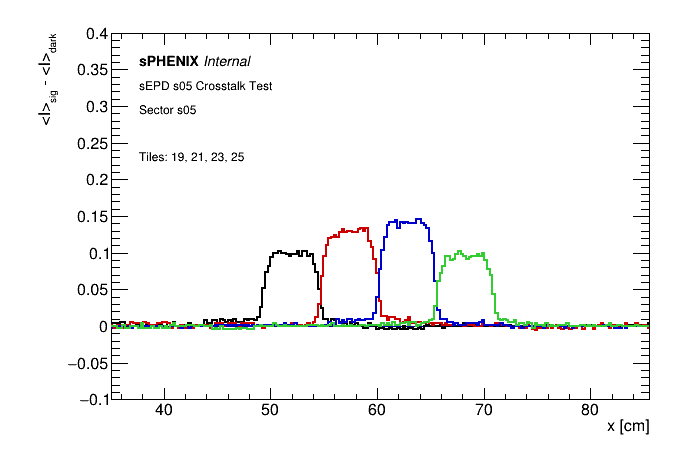 <I>sig - <I>dark
0.4
0.35
0.3
0.25
0.2
0.15
0.1
0.05
0
−0.05
−0.1
sPHENIX Internal
sEPD s05 Crosstalk Test
Sector s05
Tiles: 19, 21, 23, 25
40 50 60 70 80
x [cm]